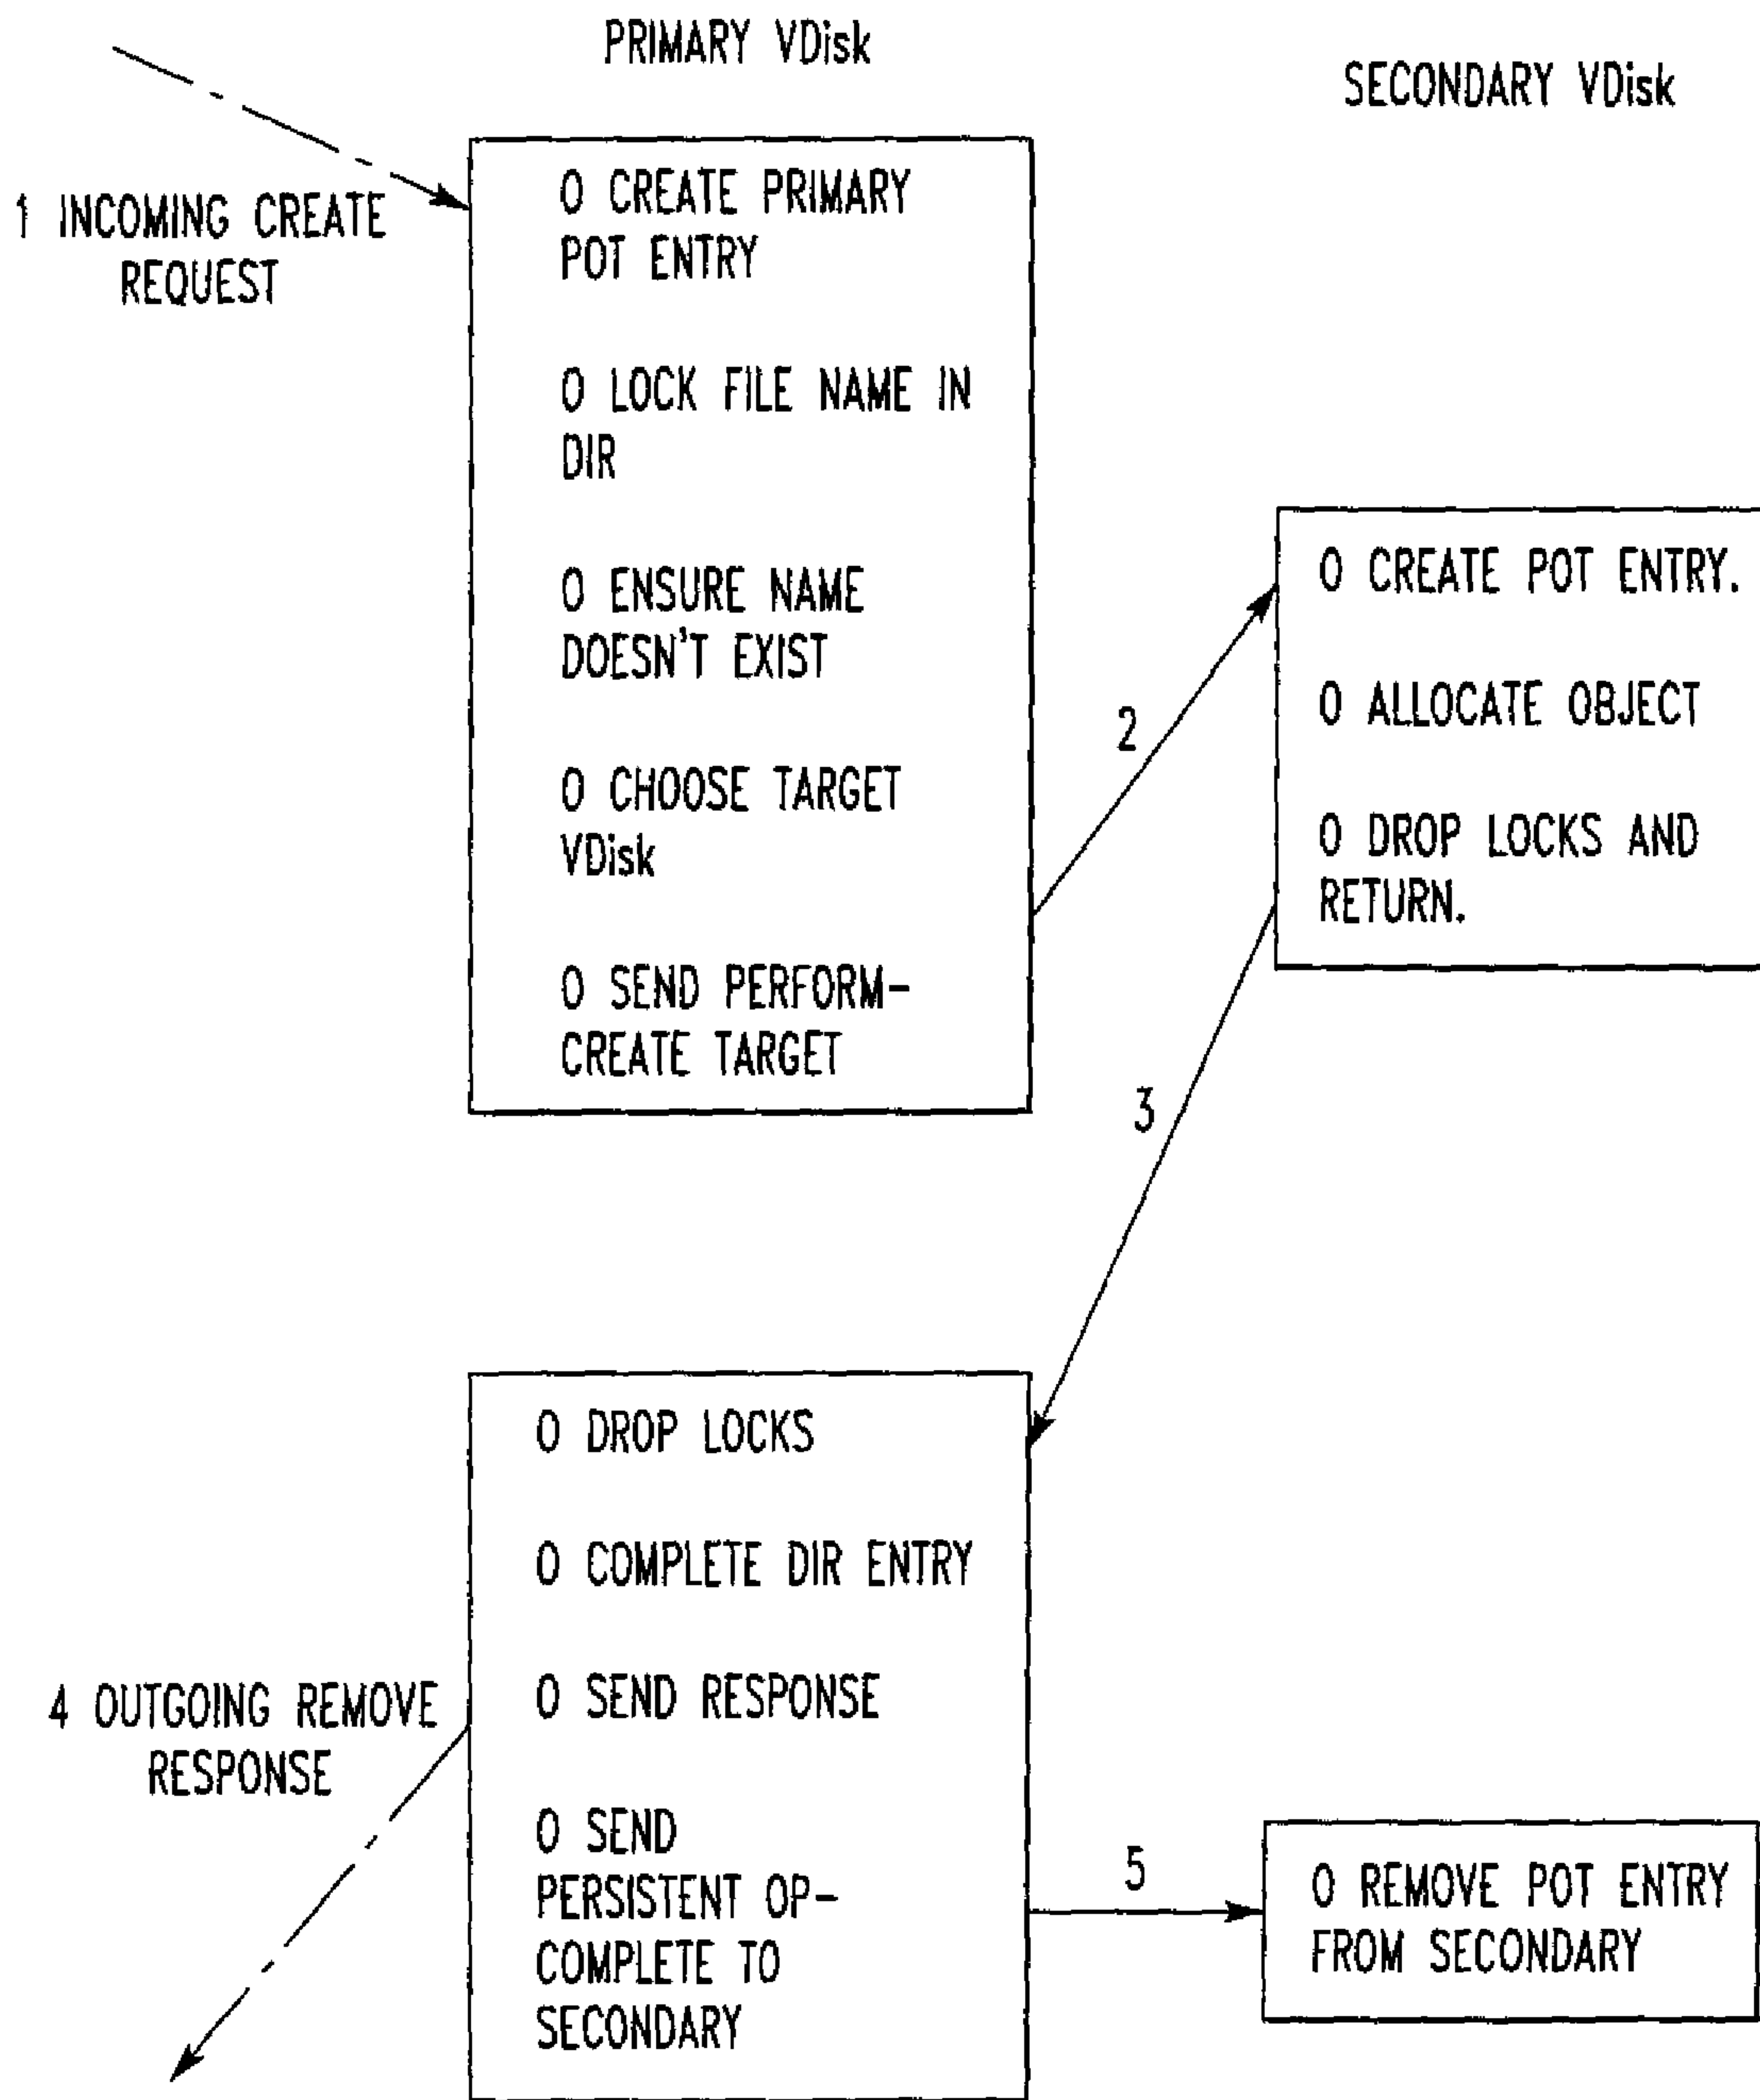 PRIMARY VDisk
SECONDARY VDisk
1 INCOMING CREATE
REQUEST
O CREATE PRIMARY
POT ENTRY
O LOCK FILE NAME IN
DIR
O ENSURE NAME
DOESN'T EXIST
O CHOOSE TARGET
VDisk
O SEND PERFORM-
CREATE TARGET
2
O CREATE POT ENTRY.
O ALLOCATE OBJECT
O DROP LOCKS AND
RETURN.
3
O DROP LOCKS
O COMPLETE DIR ENTRY
O SEND RESPONSE
O SEND
PERSISTENT OP-
COMPLETE TO
SECONDARY
4 OUTGOING REMOVE
RESPONSE
5
O REMOVE POT ENTRY
FROM SECONDARY